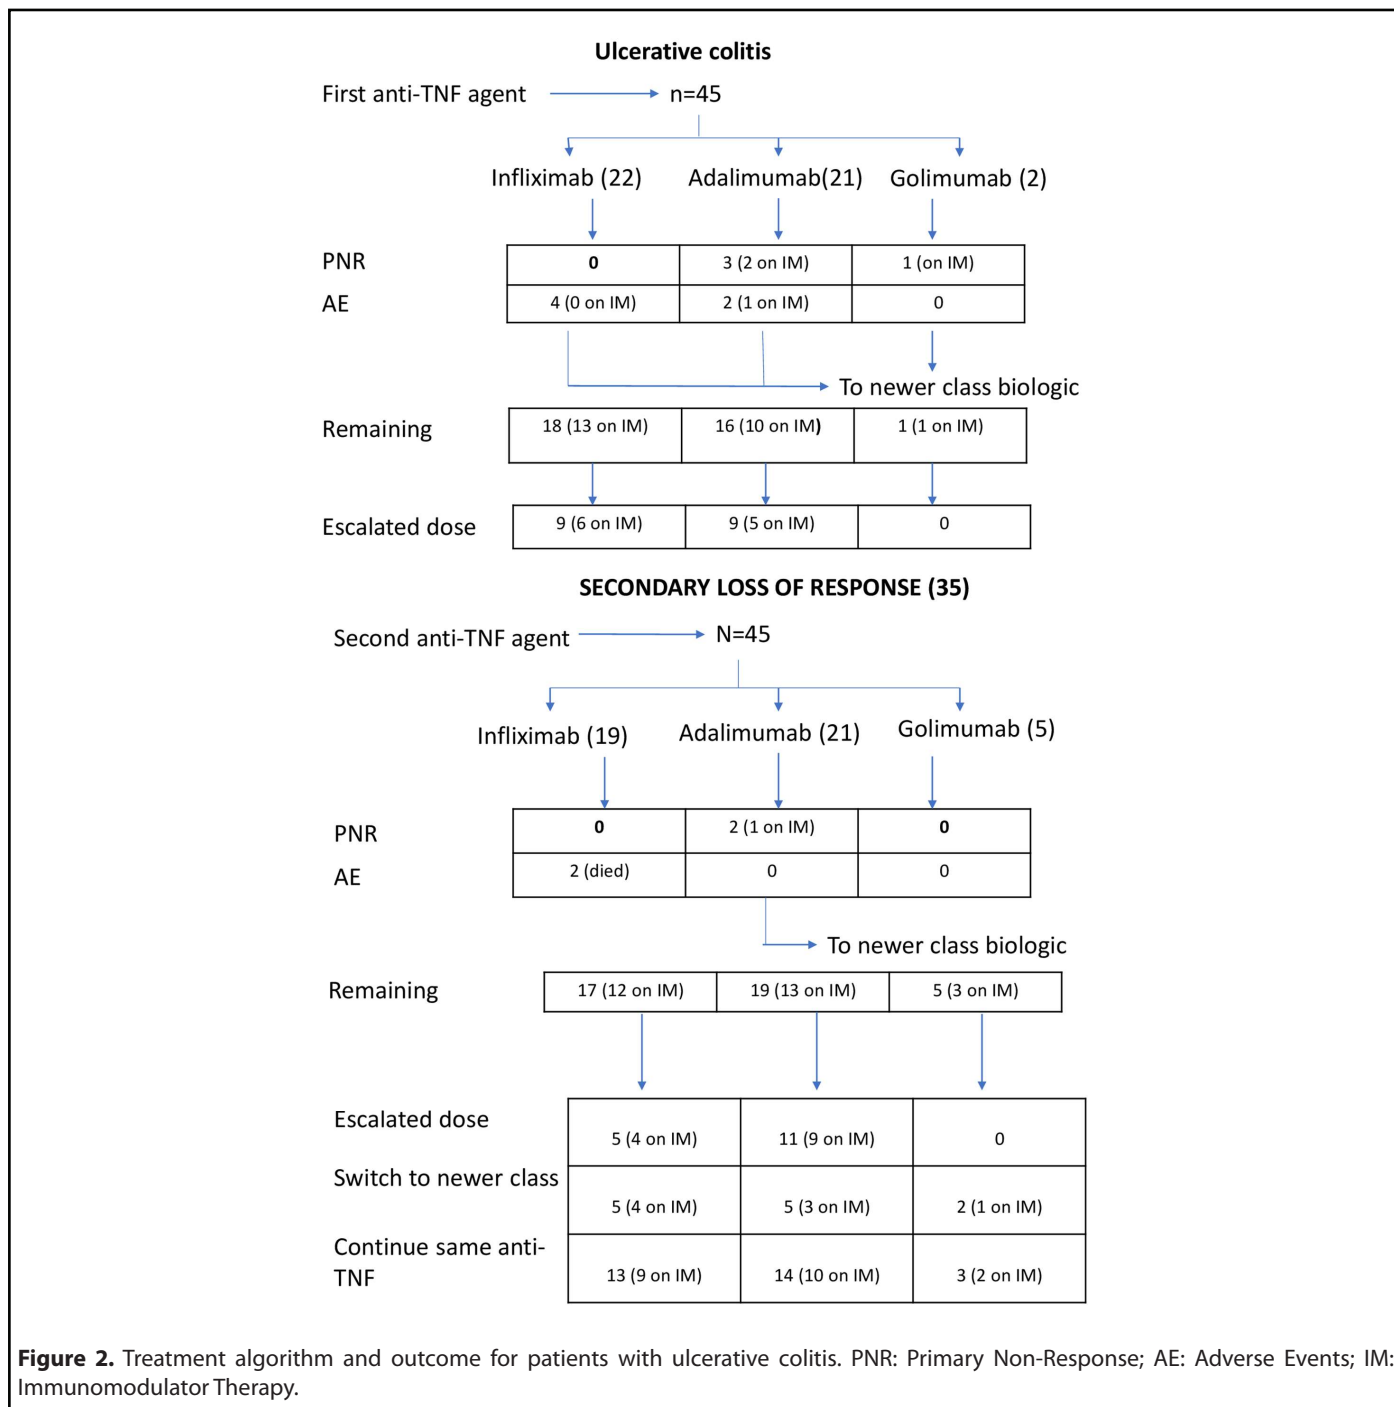 Ulcerative colitis
First anti-TNF agent n=45
Infliximab (22) Adalimumab(21) Golimumab (2)
PNR 0 3 (2 on IM) 1 (on IM)
AE 4 (0 on IM) 2 (1 on IM) 0
To newer class biologic
Remaining 18 (13 on IM) 16 (10 on IM) 1 (1 on IM)
Escalated dose 9 (6 on IM) 9 (5 on IM) 0
SECONDARY LOSS OF RESPONSE (35)
Second anti-TNF agent N=45
Infliximab (19) Adalimumab (21) Golimumab (5)
PNR 0 2 (1 on IM) 0
AE 2 (died) 0 0
To newer class biologic
Remaining 17 (12 on IM) 19 (13 on IM) 5 (3 on IM)
Escalated dose 5 (4 on IM) 11 (9 on IM) 0
Switch to newer class 5 (4 on IM) 5 (3 on IM) 2 (1 on IM)
Continue same anti-
TNF 13 (9 on IM) 14 (10 on IM) 3 (2 on IM)
Figure 2. Treatment algorithm and outcome for patients with ulcerative colitis. PNR: Primary Non-Response; AE: Adverse Events; IM:
Immunomodulator Therapy.